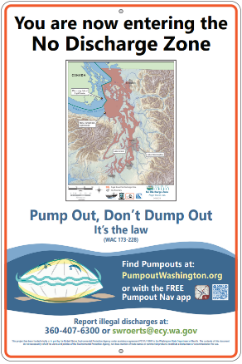 You are now entering the
No Discharge Zone
Pump Out, Don't Dump Out
It's the law
(WAC 173-228)
Find Pumpouts at:
PumpoutWashington.org
or with the FREE
Pumpout Nav app
Report illegal discharges at:
360-407-6300 or swroerts@ecy.wa.gov